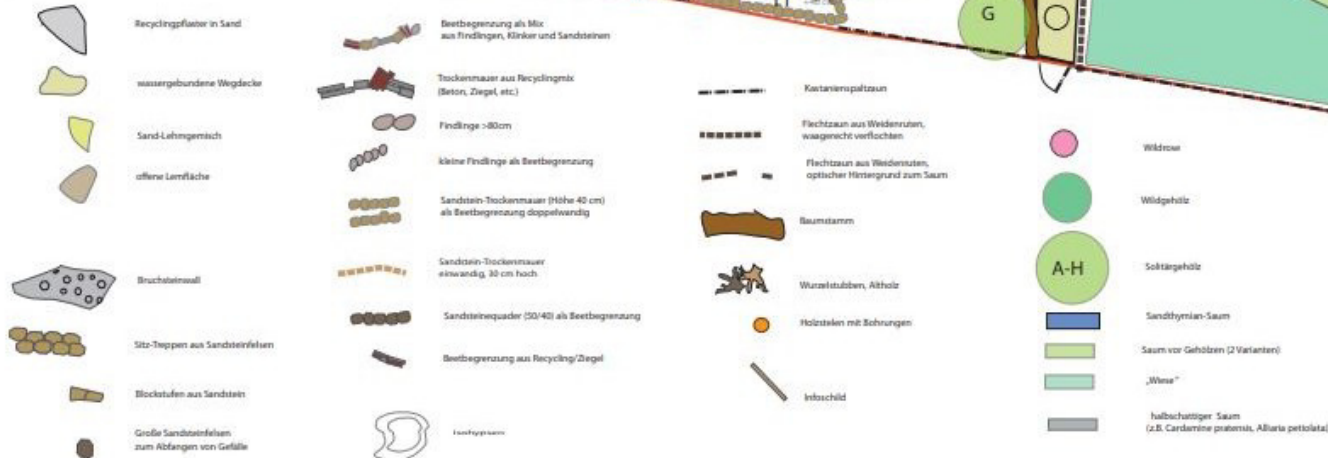 G
Recyclingpflaster in Sand
wassergebundene Wegdecke
Sand-Lehmgemisch
offene Lemfläche
Bruchsteinwall
Sitz-Treppen aus Sandsteinfelsen
Blockstufen aus Sandstein
Große Sandsteinfelsen
zum Abfangen von Gefälle
Beetbegrenzung als Mix
aus Findlingen, Klinker und Sandsteinen
Trockenmauer aus Recyclingmix
(Beton, Ziegel, etc.)
Findlinge >80cm
kleine Findlinge als Beetbegrenzung
Sandstein-Trockenmauer (Höhe 40 cm)
als Beetbegrenzung doppelwandig
Sandstein-Trockenmauer
einwandig, 30 cm hoch
Sandsteinequader (50/40) als Beetbegrenzung
Beetbegrenzung aus Recycling/Ziegel
Isohypsen
Kastanienspaltzaun
Flechtzaun aus Weidenruten,
waagerecht verflochten
Flechtzaun aus Weidenruten,
optischer Hintergrund zum Saum
Baumstamm
Wurzelstubben, Altholz
Holzstelen mit Bohrungen
Infoschild
Wildrose
Wildgehölz
A-H
Solitärgehölz
Sandthymian-Saum
Saum vor Gehölzen (2 Varianten)
„Wiese"
halbschattiger Saum
(z.B. Cardamine pratensis, Alliaria petiolata)